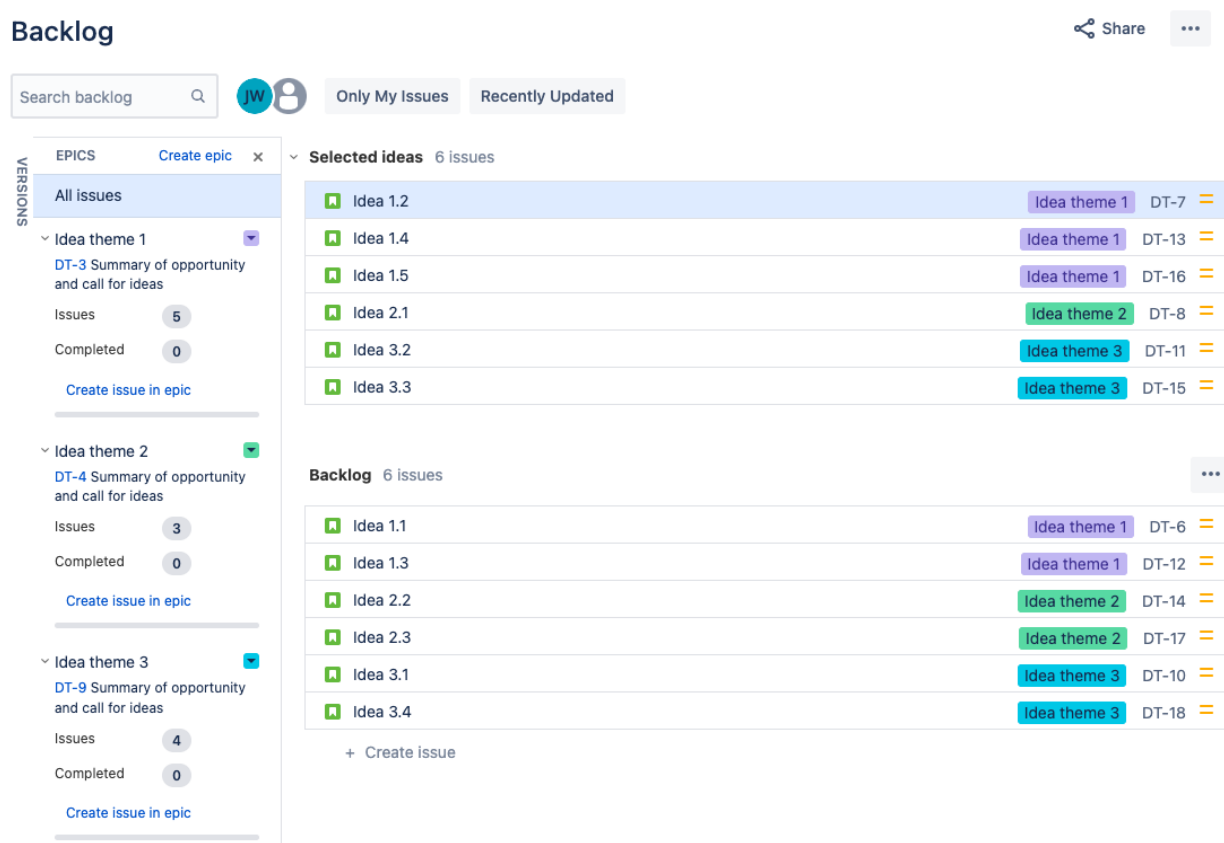 Backlog
Share
Search backlog
JW
Only My Issues
Recently Updated
VERSIONS
EPICS
Create epic
All issues
Idea theme 1
DT-3 Summary of opportunity
and call for ideas
Issues 5
Completed 0
Create issue in epic
Idea theme 2
DT-4 Summary of opportunity
and call for ideas
Issues 3
Completed 0
Create issue in epic
Idea theme 3
DT-9 Summary of opportunity
and call for ideas
Issues 4
Completed 0
Create issue in epic
Selected ideas 6 issues
Idea 1.2 Idea theme 1 DT-7
Idea 1.4 Idea theme 1 DT-13
Idea 1.5 Idea theme 1 DT-16
Idea 2.1 Idea theme 2 DT-8
Idea 3.2 Idea theme 3 DT-11
Idea 3.3 Idea theme 3 DT-15
Backlog 6 issues
Idea 1.1 Idea theme 1 DT-6
Idea 1.3 Idea theme 1 DT-12
Idea 2.2 Idea theme 2 DT-14
Idea 2.3 Idea theme 2 DT-17
Idea 3.1 Idea theme 3 DT-10
Idea 3.4 Idea theme 3 DT-18
+ Create issue